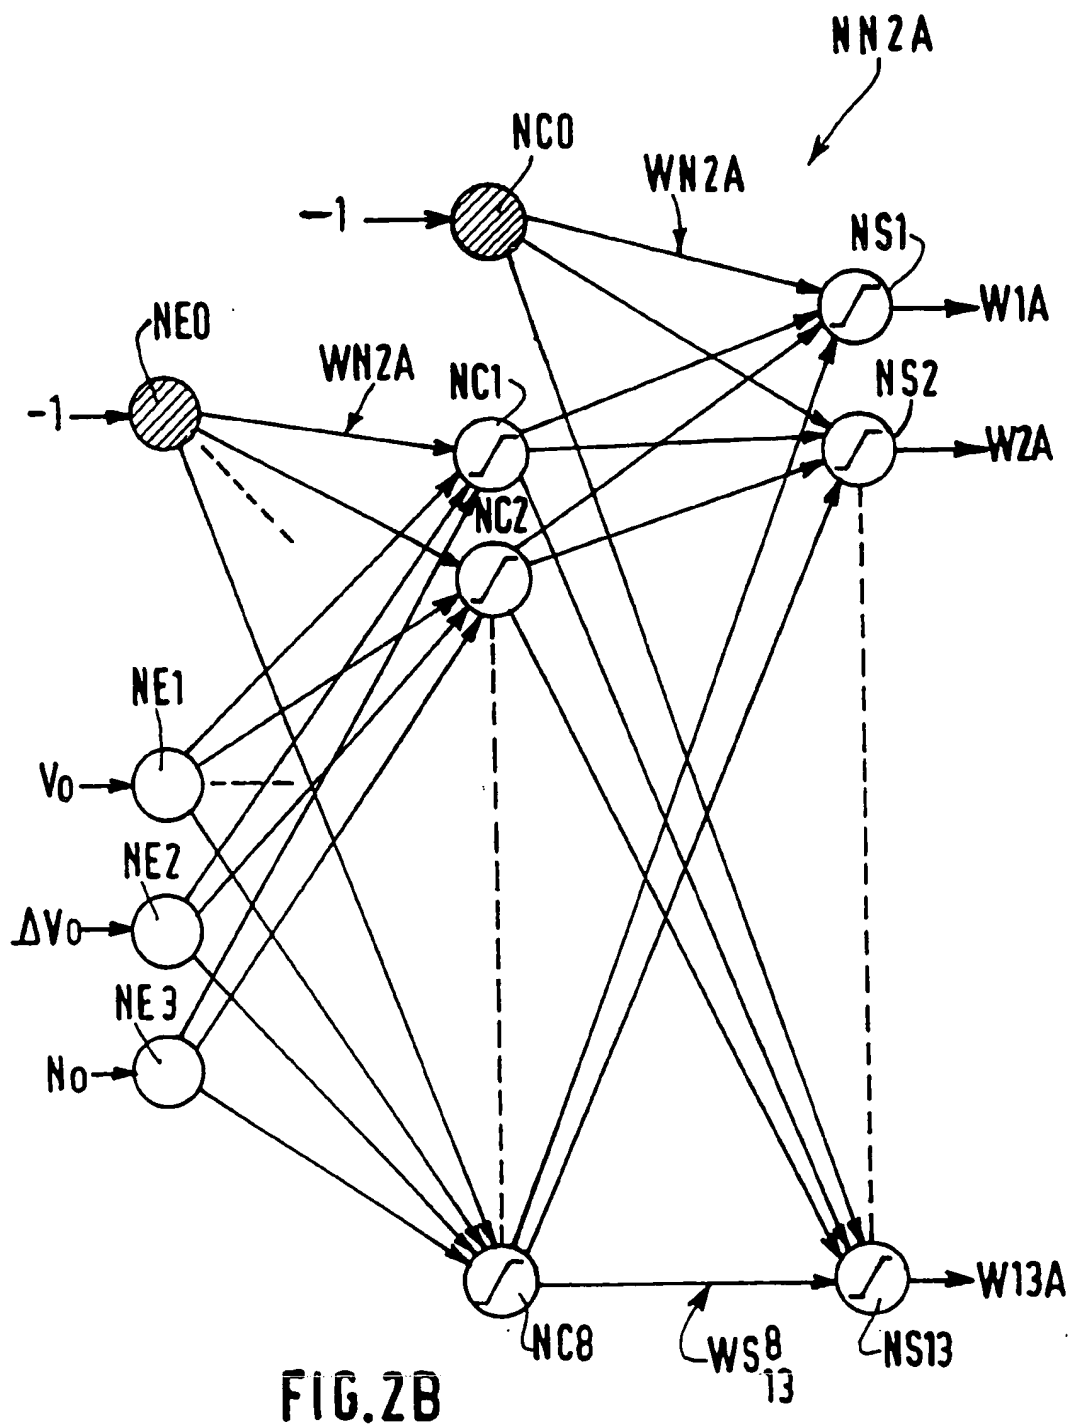 NN2A
NC0
WN2A
-1
NS1
W1A
NE0
WN2A
NC1
NS2
-1
W2A
NC2
NE1
V0
NE2
ΔV0
NE3
N0
W13A
NC8
WS 8 13
NS13
FIG.2B